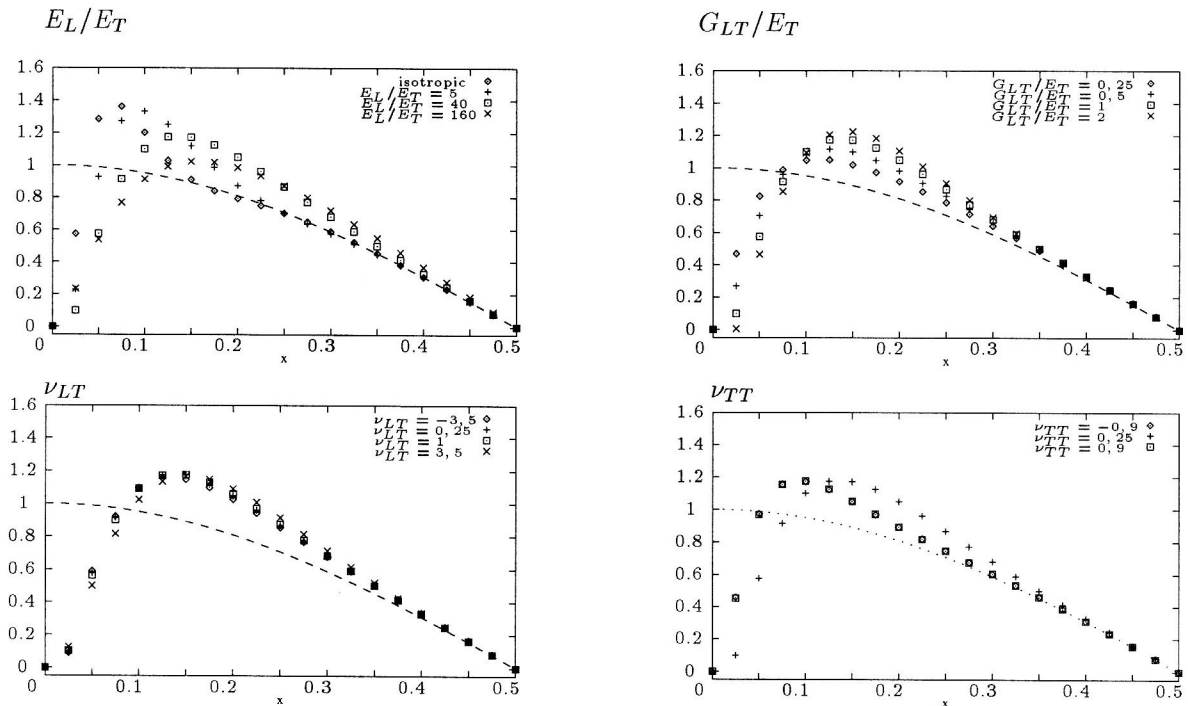 E_L/E_T
1.6
1.4
1.2
1
0.8
0.6
0.4
0.2
0
isotropic
E_L/E_T = 5
E_L/E_T = 40
E_L/E_T = 160
0 0.1 0.2 0.3 0.4 0.5
x
G_LT/E_T
1.6
1.4
1.2
1
0.8
0.6
0.4
0.2
0
G_LT/E_T = 0,25
G_LT/E_T = 0,5
G_LT/E_T = 1
G_LT/E_T = 2
0 0.1 0.2 0.3 0.4 0.5
x
ν_LT
1.6
1.4
1.2
1
0.8
0.6
0.4
0.2
0
ν_LT = −3,5
ν_LT = 0,25
ν_LT = 1
ν_LT = 3,5
0 0.1 0.2 0.3 0.4 0.5
x
ν_TT
1.6
1.4
1.2
1
0.8
0.6
0.4
0.2
0
ν_TT = −0,9
ν_TT = 0,25
ν_TT = 0,9
0 0.1 0.2 0.3 0.4 0.5
x